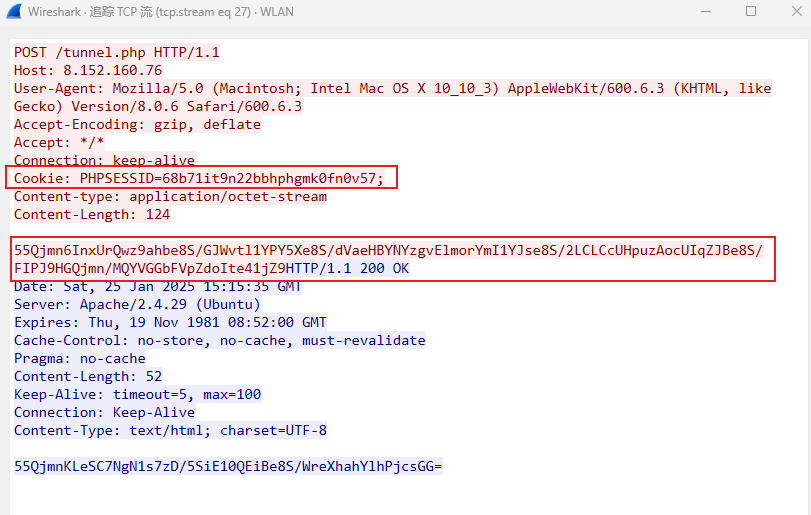 Wireshark · 追踪 TCP 流 (tcp.stream eq 27) · WLAN
POST /tunnel.php HTTP/1.1
Host: 8.152.160.76
User-Agent: Mozilla/5.0 (Macintosh; Intel Mac OS X 10_10_3) AppleWebKit/600.6.3 (KHTML, like
Gecko) Version/8.0.6 Safari/600.6.3
Accept-Encoding: gzip, deflate
Accept: */*
Connection: keep-alive
Cookie: PHPSESSID=68b71it9n22bbhphgmk0fn0v57;
Content-type: application/octet-stream
Content-Length: 124
55Qjmn6InxUrQwz9ahbe8S/GJWvtl1YPY5Xe8S/dVaeHBYNYzgvElmorYmI1YJse8S/2LCLCcUHpuzAocUIqZJBe8S/
FIPJ9HGQjmn/MQYVGGbFVpZdoIte41jZ9HTTP/1.1 200 OK
Date: Sat, 25 Jan 2025 15:15:35 GMT
Server: Apache/2.4.29 (Ubuntu)
Expires: Thu, 19 Nov 1981 08:52:00 GMT
Cache-Control: no-store, no-cache, must-revalidate
Pragma: no-cache
Content-Length: 52
Keep-Alive: timeout=5, max=100
Connection: Keep-Alive
Content-Type: text/html; charset=UTF-8
55QjmnKLeSC7NgN1s7zD/5SiE10QEiBe8S/WreXhahYlhPjcsGG=